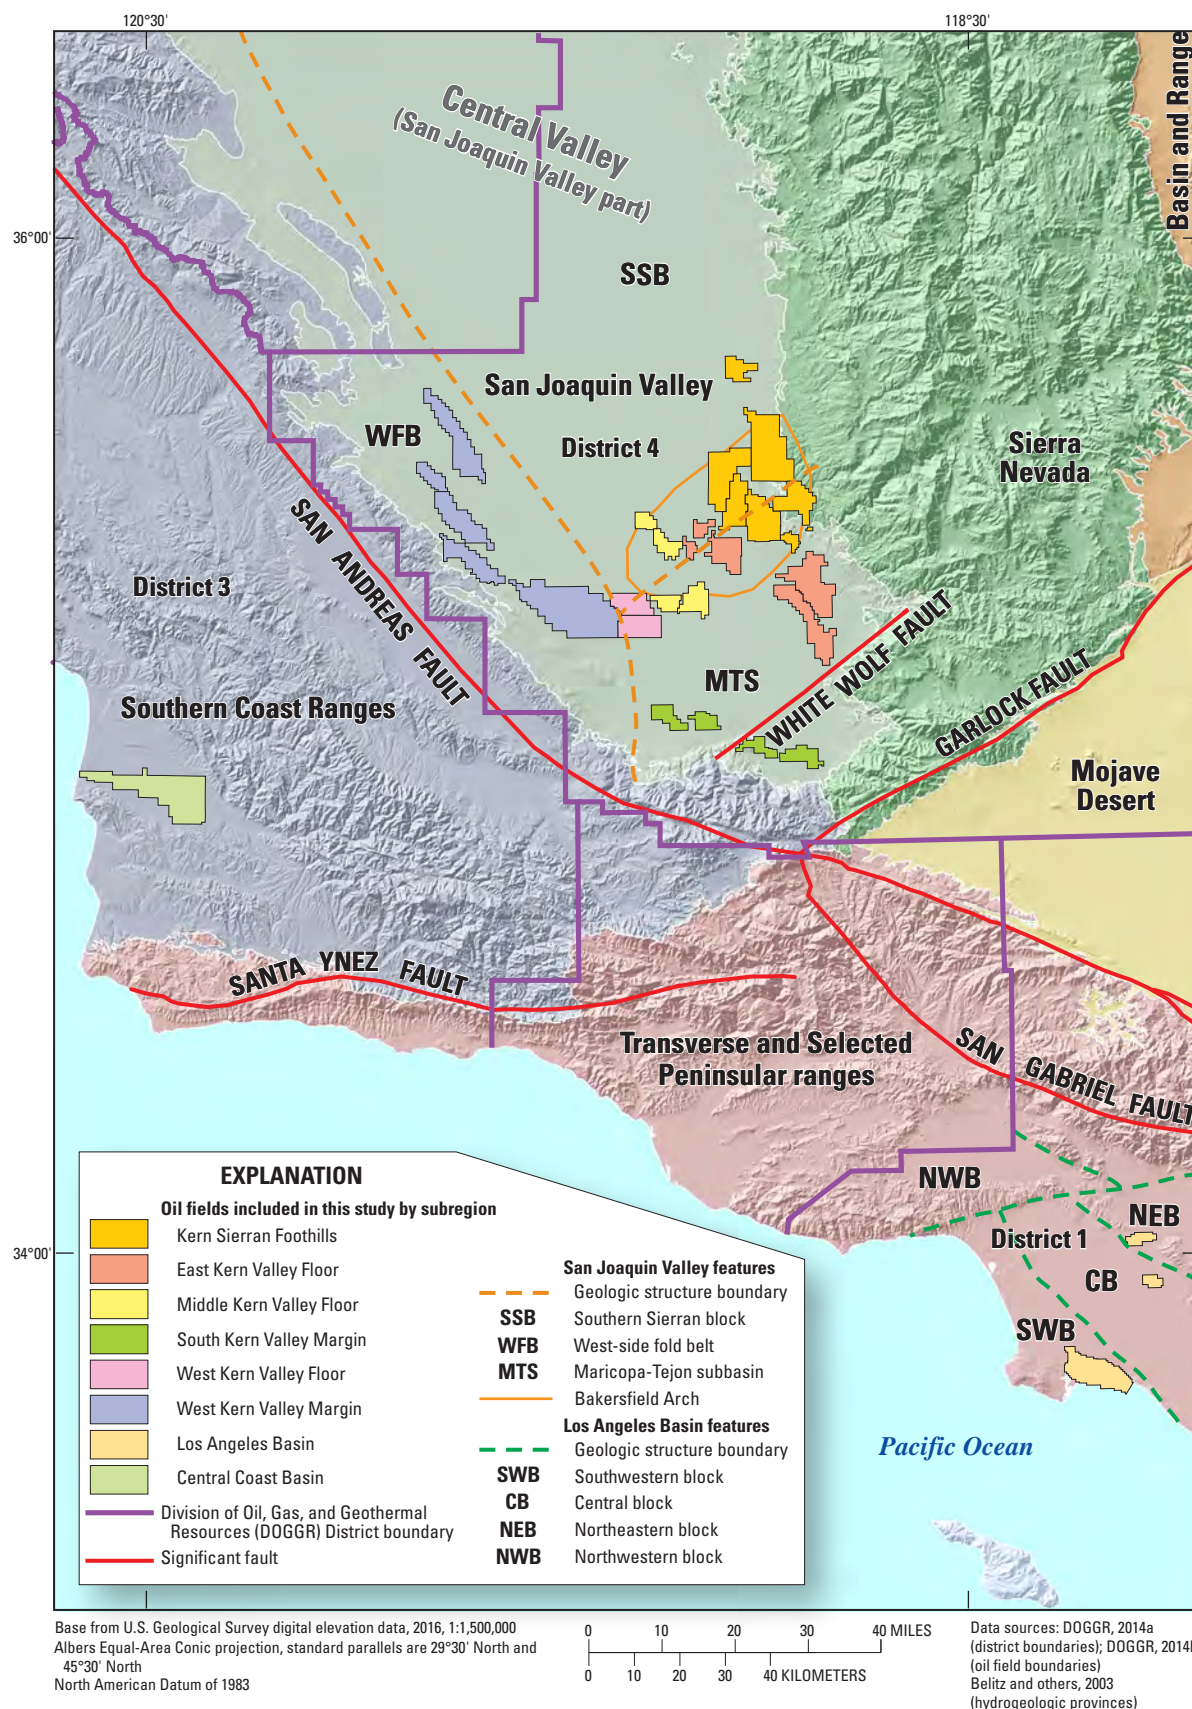 120°30'
118°30'
Basin and Range
Central Valley
(San Joaquin Valley part)
36°00'
SSB
San Joaquin Valley
WFB
District 4
Sierra
Nevada
SAN ANDREAS FAULT
District 3
MTS
WHITE WOLF FAULT
Southern Coast Ranges
GARLOCK FAULT
Mojave
Desert
SANTA YNEZ FAULT
Transverse and Selected
Peninsular ranges
SAN GABRIEL FAULT
NWB
NEB
District 1
34°00'
CB
SWB
Pacific Ocean
EXPLANATION
Oil fields included in this study by subregion
Kern Sierran Foothills
East Kern Valley Floor
Middle Kern Valley Floor
South Kern Valley Margin
West Kern Valley Floor
West Kern Valley Margin
Los Angeles Basin
Central Coast Basin
Division of Oil, Gas, and Geothermal
Resources (DOGGR) District boundary
Significant fault
San Joaquin Valley features
Geologic structure boundary
SSB Southern Sierran block
WFB West-side fold belt
MTS Maricopa-Tejon subbasin
Bakersfield Arch
Los Angeles Basin features
Geologic structure boundary
SWB Southwestern block
CB Central block
NEB Northeastern block
NWB Northwestern block
Base from U.S. Geological Survey digital elevation data, 2016, 1:1,500,000
Albers Equal-Area Conic projection, standard parallels are 29°30' North and
45°30' North
North American Datum of 1983
0 10 20 30 40 MILES
0 10 20 30 40 KILOMETERS
Data sources: DOGGR, 2014a
(district boundaries); DOGGR, 2014
(oil field boundaries)
Belitz and others, 2003
(hydrogeologic provinces)